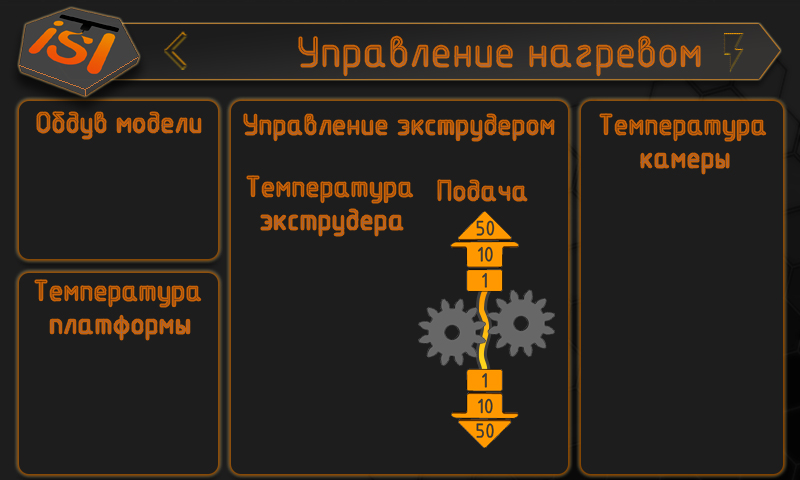 isl
Управление нагревом
Обдув модели
Температура
платформы
Управление экструдером
Температура
экструдера
Подача
50
10
1
1
10
50
Температура
камеры